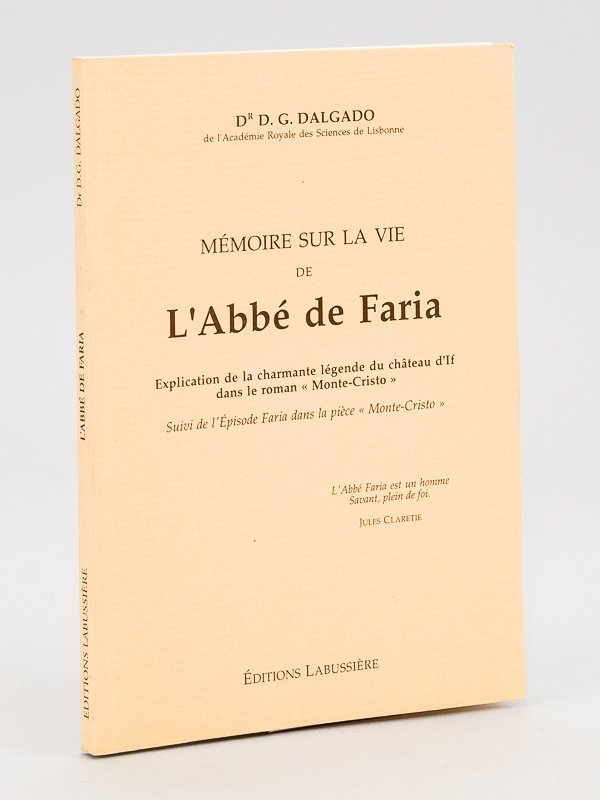 Dr D. G. DALGADO
de l'Académie Royale des Sciences de Lisbonne
MÉMOIRE SUR LA VIE
DE
L'Abbé de Faria
Explication de la charmante légende du château d'If
dans le roman « Monte-Cristo »
Suivi de l'Épisode Faria dans la pièce « Monte-Cristo »
L'Abbé Faria est un homme
Savant, plein de foi.
JULES CLARETIE
ÉDITIONS LABUSSIÈRE
Dr D.G. DALGADO
L'ABBÉ DE FARIA
EDITIONS LABUSSIÈRE